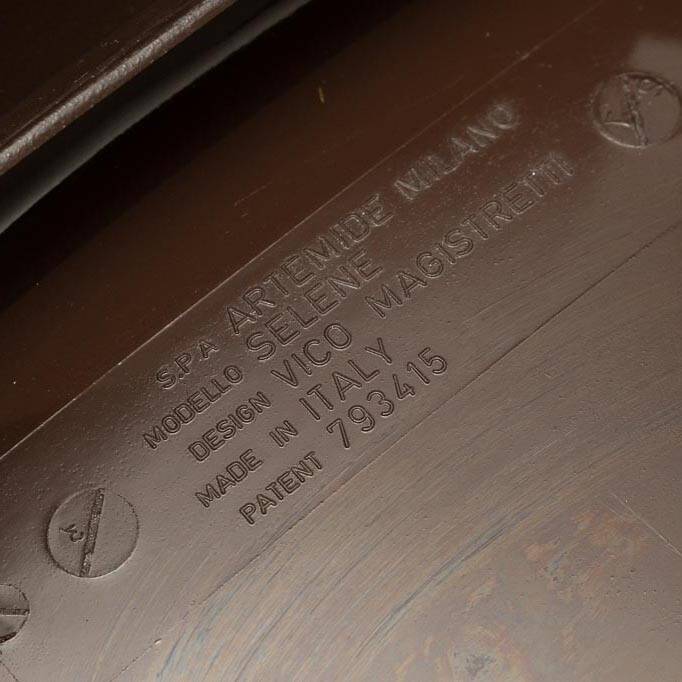 S.P.A ARTEMIDE MILANO
MODELLO SELENE
DESIGN VICO MAGISTRETTI
MADE IN ITALY
PATENT 793415